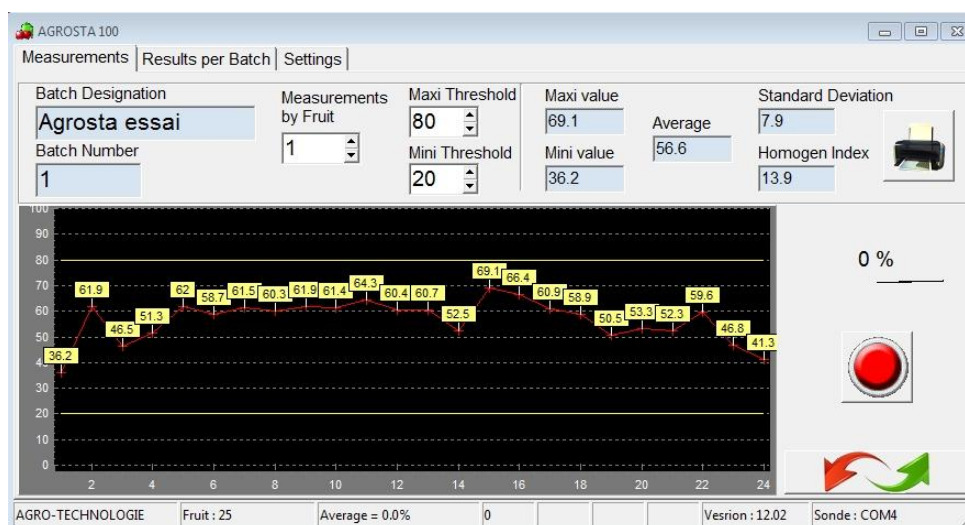 AGROSTA 100
Measurements Results per Batch Settings
Batch Designation
Agrosta essai
Batch Number
1
Measurements
by Fruit
1
Maxi Threshold
80
Mini Threshold
20
Maxi value
69.1
Mini value
36.2
Average
56.6
Standard Deviation
7.9
Homogen Index
13.9
100
90
80
70
60
50
40
30
20
10
0
36.2 61.9 46.5 51.3 62 58.7 61.5 60.3 61.9 61.4 64.3 60.4 60.7 52.5 69.1 66.4 60.9 58.9 50.5 53.3 52.3 59.6 46.8 41.3
2 4 6 8 10 12 14 16 18 20 22 24
0 %
AGRO-TECHNOLOGIE Fruit : 25 Average = 0.0% 0 Vesrion : 12.02 Sonde : COM4